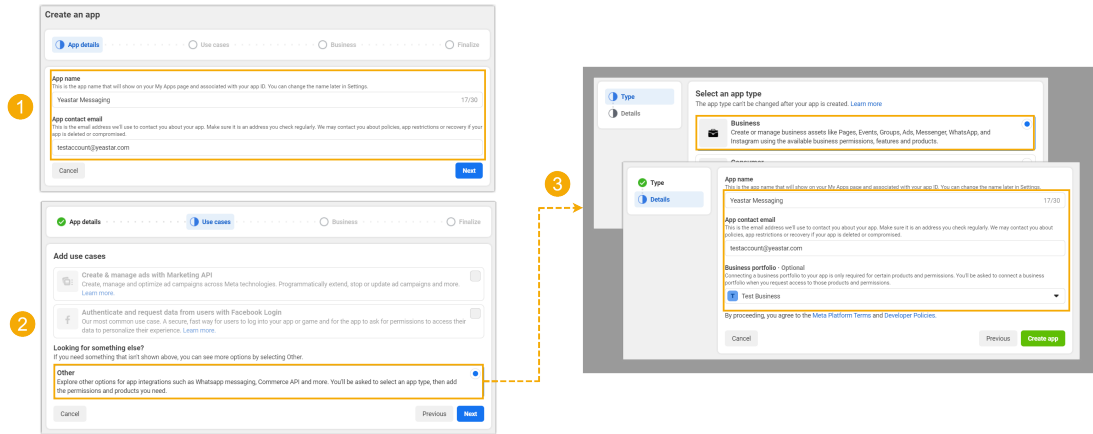 Create an app
App details
Use cases
Business
Finalize
1
App name
This is the app name that will show on your My Apps page and associated with your app ID. You can change the name later in Settings.
Yeastar Messaging
17/30
App contact email
This is the email address we'll use to contact you about your app. Make sure it is an address you check regularly. We may contact you about policies, app restrictions or recovery if your
app is deleted or compromised.
testaccount@yeastar.com
Cancel
Next
2
App details
Use cases
Business
Finalize
Add use cases
Create & manage ads with Marketing API
Create, manage and optimize ad campaigns across Meta technologies. Programmatically extend, stop or update ad campaigns and more.
Learn more.
Authenticate and request data from users with Facebook Login
Our most common use case. A secure, fast way for users to log into your app or game and for the app to ask for permissions to access their
data to personalize their experience. Learn more.
Looking for something else?
If you need something that isn't shown above, you can see more options by selecting Other.
Other
Explore other options for app integrations such as Whatsapp messaging, Commerce API and more. You'll be asked to select an app type, then add
the permissions and products you need.
Cancel
Previous
Next
3
Type
Details
Select an app type
The app type can't be changed after your app is created. Learn more
Business
Create or manage business assets like Pages, Events, Groups, Ads, Messenger, WhatsApp, and
Instagram using the available business permissions, features and products.
Type
Details
App name
This is the app name that will show on your My Apps page and associated with your app ID. You can change the name later in Settings.
Yeastar Messaging
17/30
App contact email
This is the email address we'll use to contact you about your app. Make sure it is an address you check regularly. We may contact you about
policies, app restrictions or recovery if your app is deleted or compromised.
testaccount@yeastar.com
Business portfolio - Optional
Connecting a business portfolio to your app is only required for certain products and permissions. You'll be asked to connect a business
portfolio when you request access to those products and permissions.
T Test Business
By proceeding, you agree to the Meta Platform Terms and Developer Policies.
Cancel
Previous
Create app